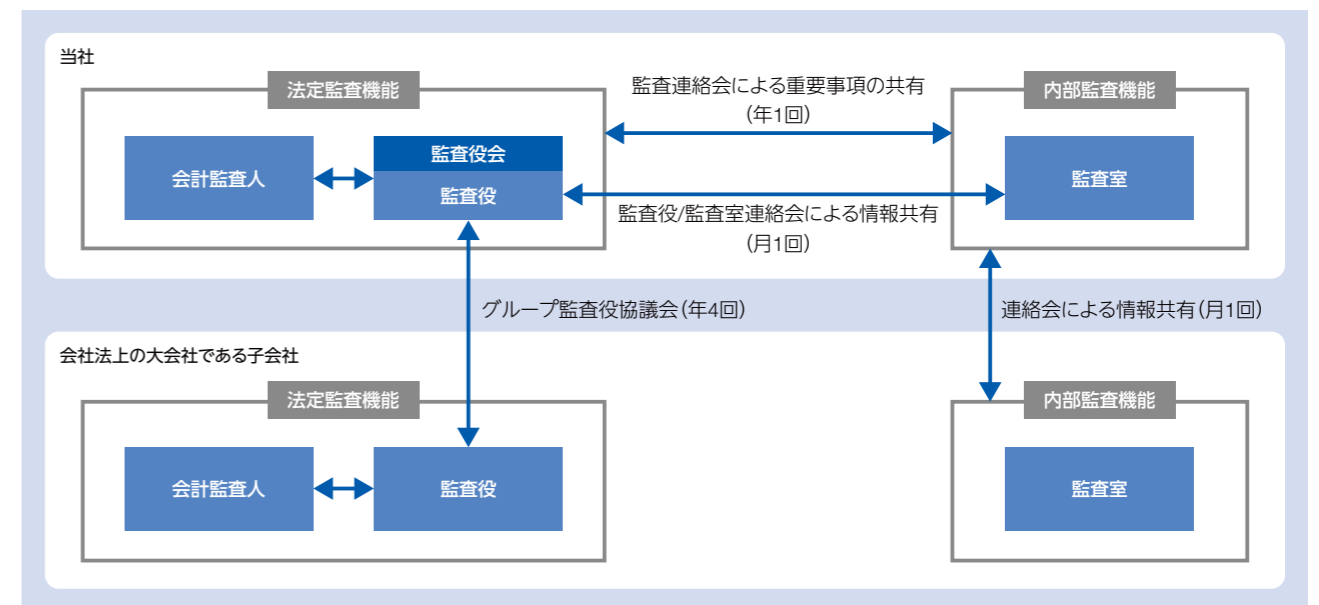 当社
法定監査機能
会計監査人
監査役会
監査役
監査連絡会による重要事項の共有
(年1回)
監査役/監査室連絡会による情報共有
(月1回)
内部監査機能
監査室
グループ監査役協議会(年4回)
連絡会による情報共有(月1回)
会社法上の大会社である子会社
法定監査機能
会計監査人
監査役
内部監査機能
監査室